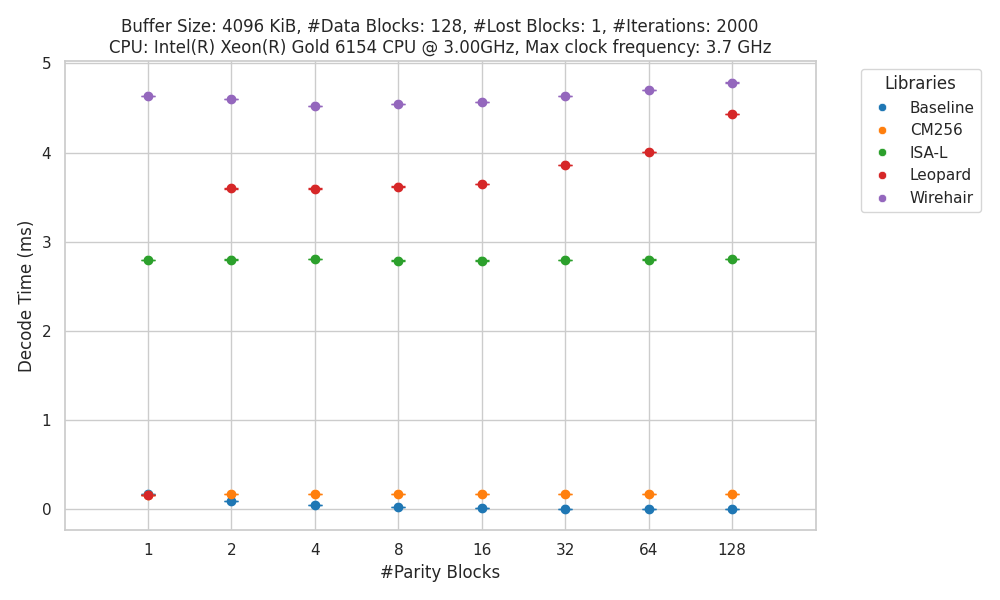 Buffer Size: 4096 KiB, #Data Blocks: 128, #Lost Blocks: 1, #Iterations: 2000
CPU: Intel(R) Xeon(R) Gold 6154 CPU @ 3.00GHz, Max clock frequency: 3.7 GHz
Decode Time (ms)
5
4
3
2
1
0
1 2 4 8 16 32 64 128
#Parity Blocks
Libraries
Baseline
CM256
ISA-L
Leopard
Wirehair